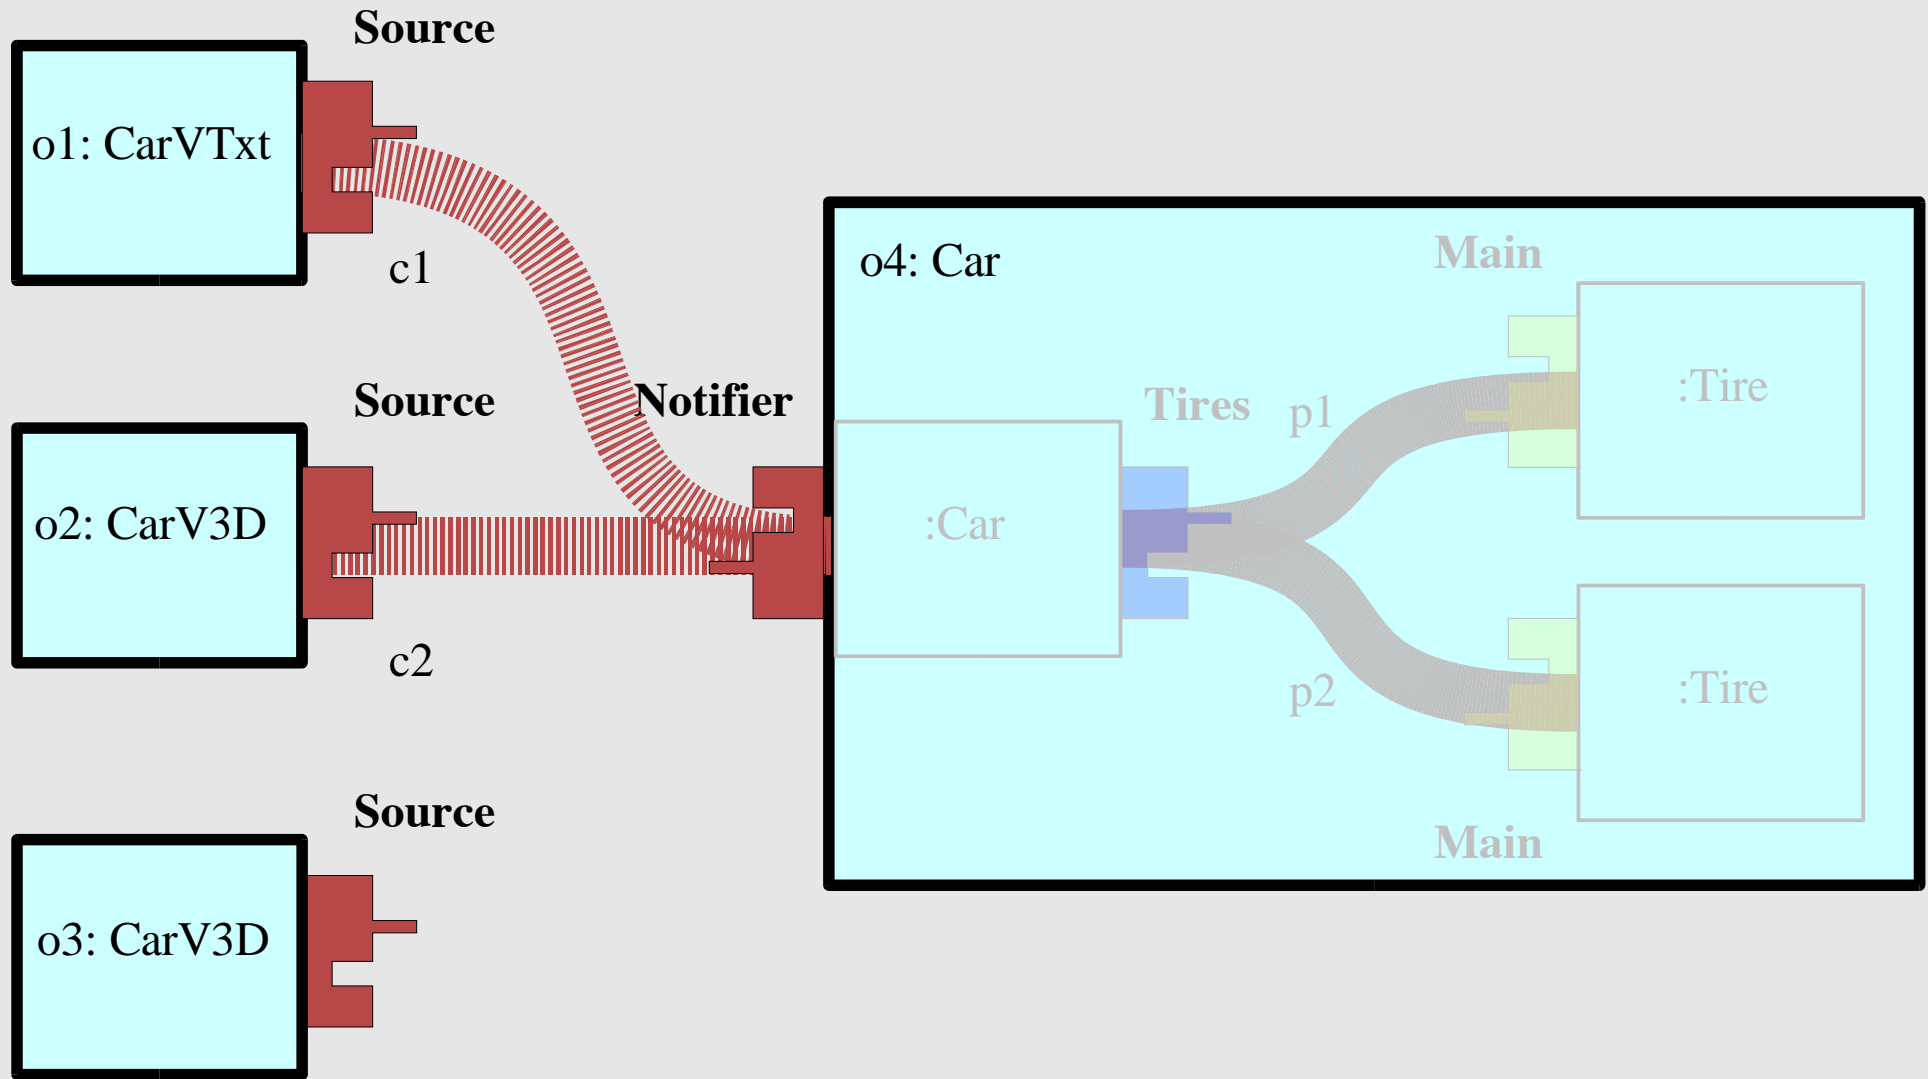 Source
o1: CarVTxt
c1
o4: Car
Main
Source
Notifier
Tires
p1
:Tire
o2: CarV3D
:Car
c2
p2
:Tire
Source
Main
o3: CarV3D